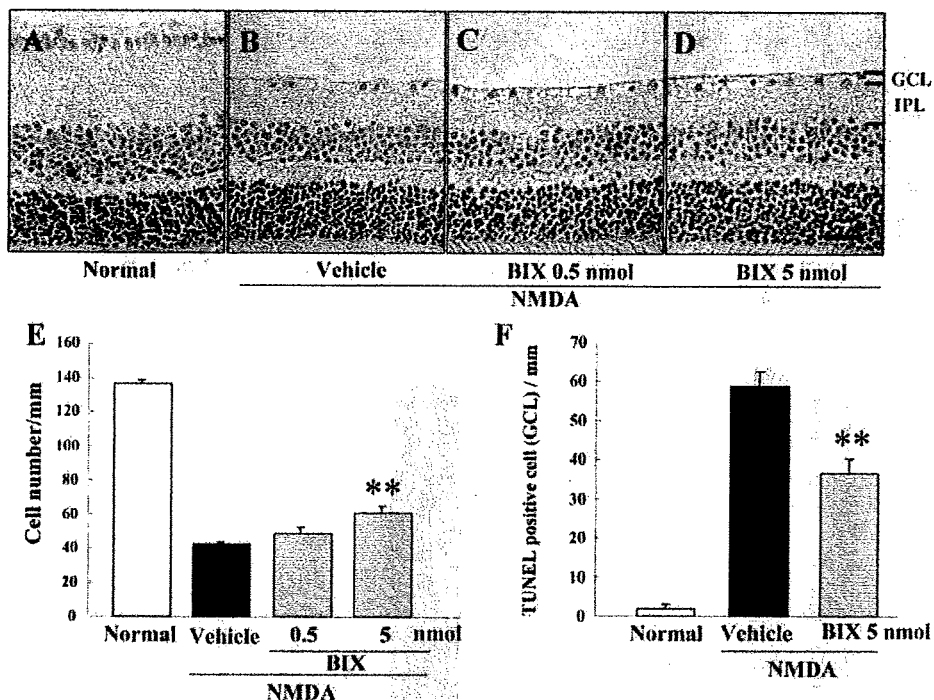 A B C D
GCL
IPL
Normal Vehicle BIX 0.5 nmol BIX 5 nmol
NMDA
E
160
140
120
100
80
60
40
20
0
Cell number/mm
**
Normal Vehicle 0.5 5 nmol
BIX
NMDA
F
70
60
50
40
30
20
10
0
TUNEL positive cell (GCL) / mm
**
Normal Vehicle BIX 5 nmol
NMDA